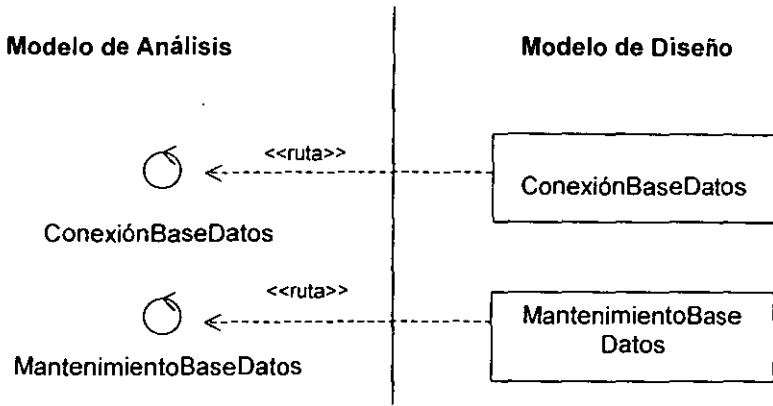 Modelo de Análisis
Modelo de Diseño
<<ruta>>
ConexiónBaseDatos
ConexiónBaseDatos
<<ruta>>
MantenimientoBase
Datos
MantenimientoBaseDatos